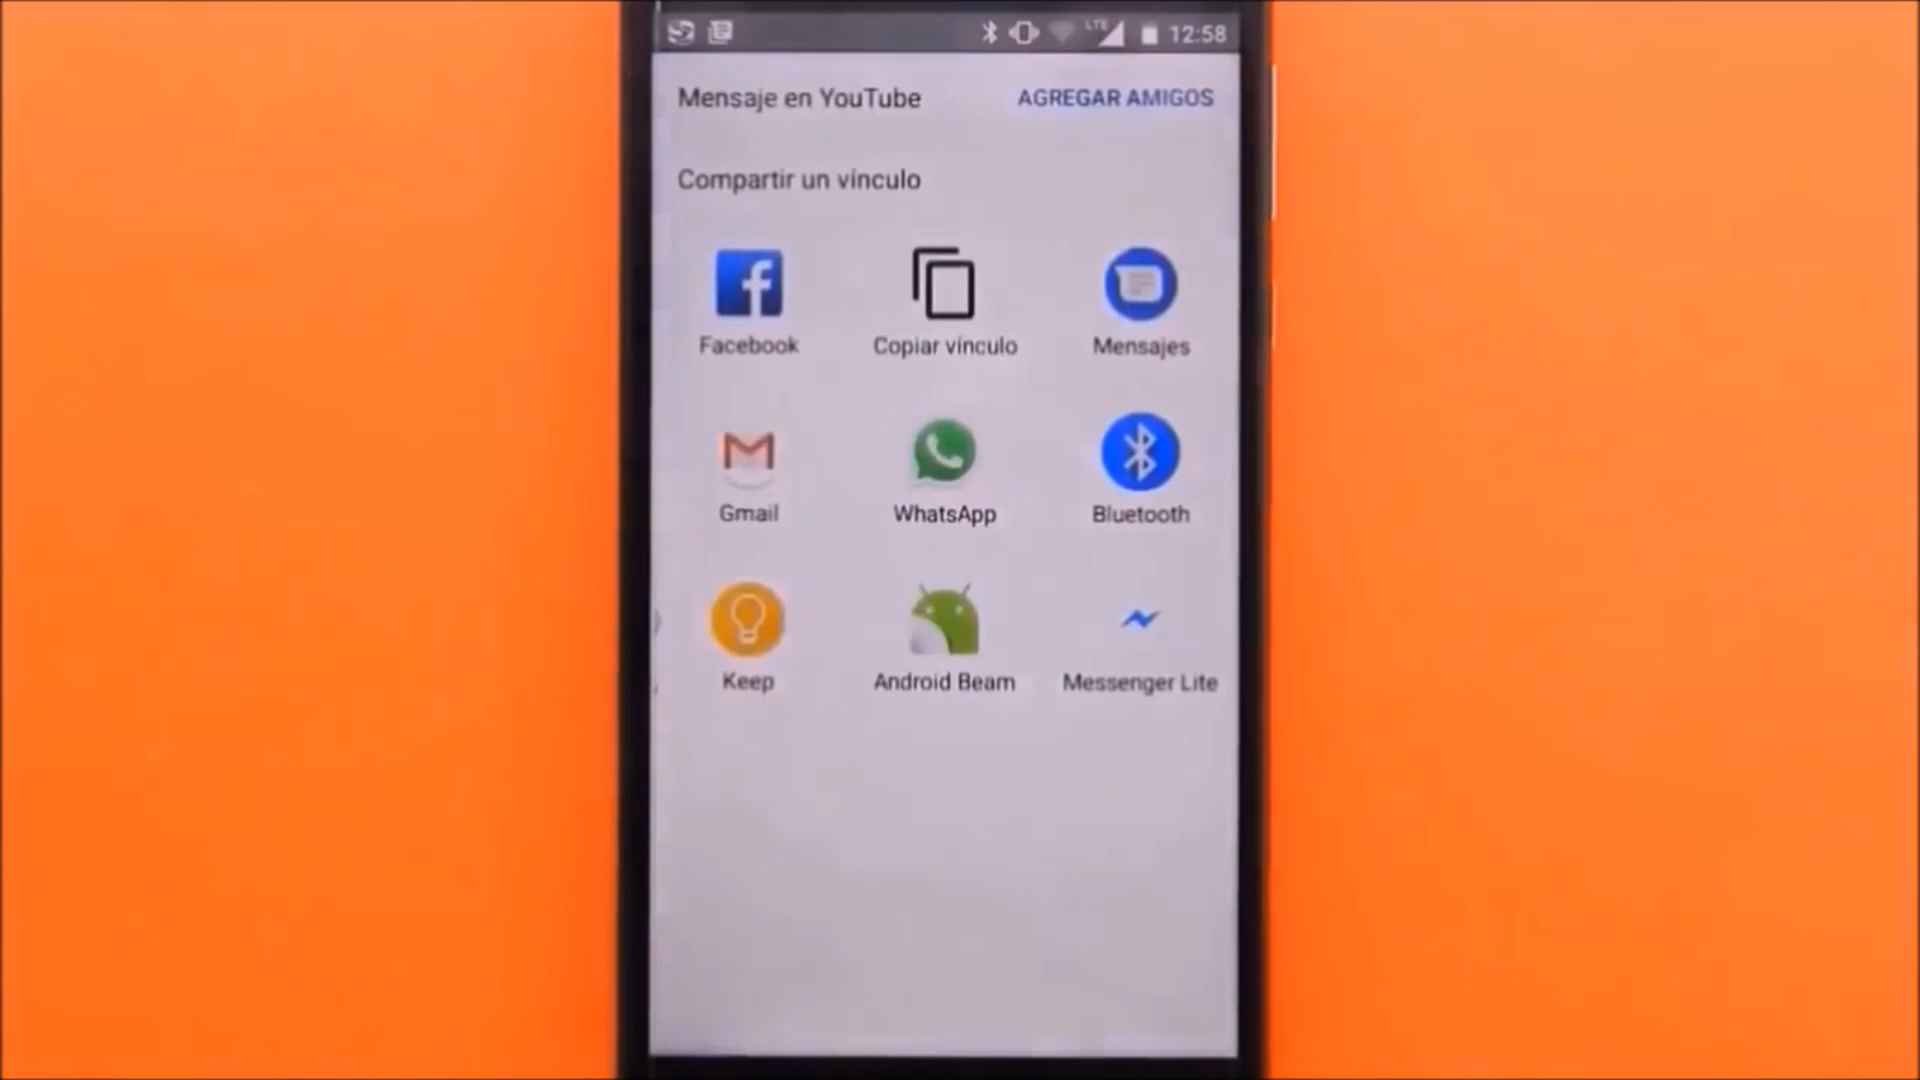 LTE 12:58
Mensaje en YouTube AGREGAR AMIGOS
Compartir un vínculo
Facebook Copiar vínculo Mensajes
Gmail WhatsApp Bluetooth
Keep Android Beam Messenger Lite